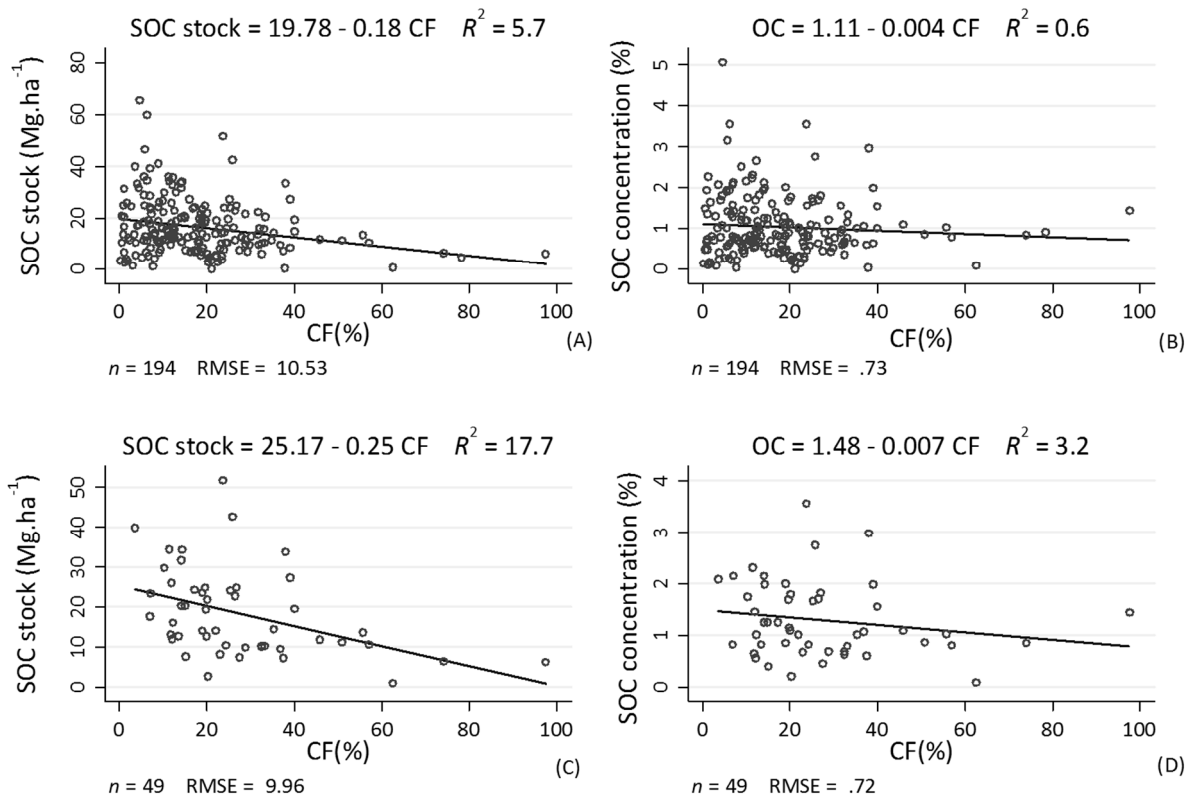 SOC stock = 19.78 - 0.18 CF R² = 5.7
SOC stock (Mg.ha⁻¹)
80
60
40
20
0
0 20 40 60 80 100
CF(%)
(A)
n = 194 RMSE = 10.53
OC = 1.11 - 0.004 CF R² = 0.6
SOC concentration (%)
5
4
3
2
1
0
0 20 40 60 80 100
CF(%)
(B)
n = 194 RMSE = .73
SOC stock = 25.17 - 0.25 CF R² = 17.7
SOC stock (Mg.ha⁻¹)
50
40
30
20
10
0
0 20 40 60 80 100
CF(%)
(C)
n = 49 RMSE = 9.96
OC = 1.48 - 0.007 CF R² = 3.2
SOC concentration (%)
4
3
2
1
0
0 20 40 60 80 100
CF(%)
(D)
n = 49 RMSE = .72